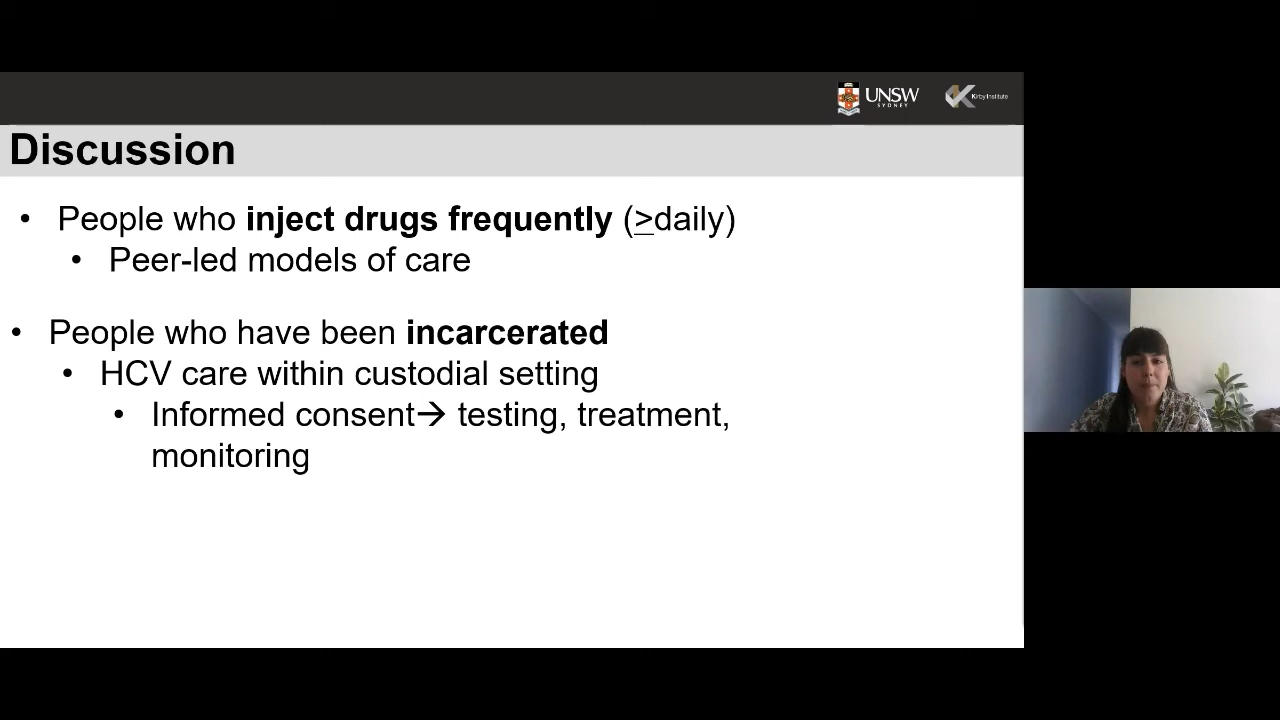 UNSW
SYDNEY
Kirby Institute
Discussion
• People who inject drugs frequently (≥daily)
• Peer-led models of care
• People who have been incarcerated
• HCV care within custodial setting
• Informed consent→ testing, treatment,
monitoring